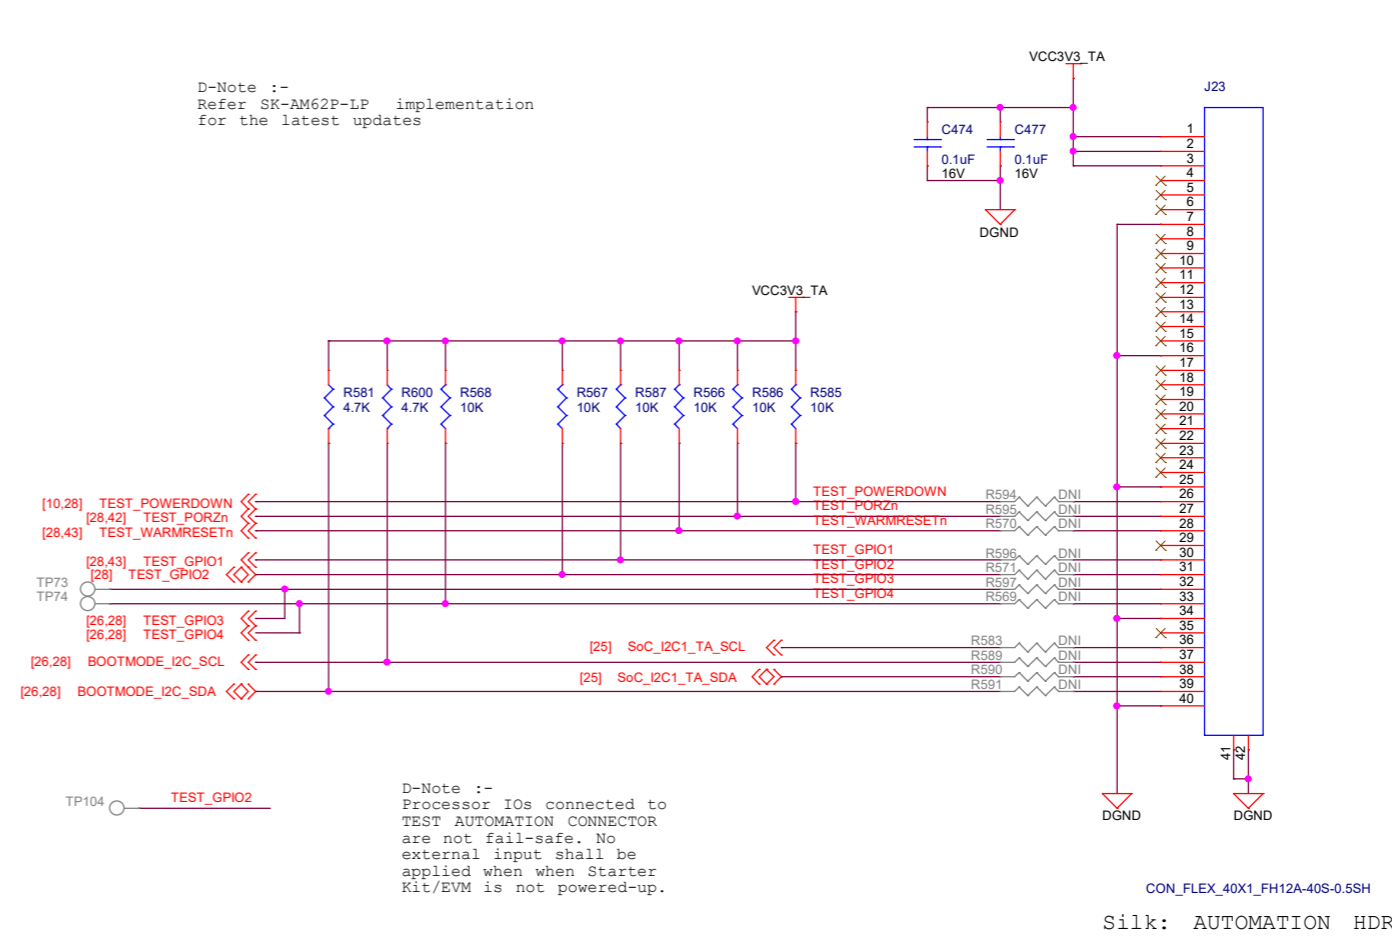 VCC3V3_TA
D-Note :-
Refer SK-AM62P-LP implementation
for the latest updates
J23
C474
0.1uF
16V
C477
0.1uF
16V
DGND
1
2
3
4
5
6
7
8
9
10
11
12
13
14
15
16
17
18
19
20
21
22
23
24
25
26
27
28
29
30
31
32
33
34
35
36
37
38
39
40
41
42
VCC3V3_TA
R581
4.7K
R600
4.7K
R568
10K
R567
10K
R587
10K
R566
10K
R586
10K
R585
10K
[10,28] TEST_POWERDOWN
TEST_POWERDOWN
R594 DNI
[28,42] TEST_PORZn
TEST_PORZn
R595 DNI
[28,43] TEST_WARMRESETn
TEST_WARMRESETn
R570 DNI
[28,43] TEST_GPIO1
TEST_GPIO1
R596 DNI
[28] TEST_GPIO2
TEST_GPIO2
R571 DNI
TP73
TEST_GPIO3
R597 DNI
TP74
TEST_GPIO4
R569 DNI
[26,28] TEST_GPIO3
[26,28] TEST_GPIO4
[25] SoC_I2C1_TA_SCL
R583 DNI
[26,28] BOOTMODE_I2C_SCL
R589 DNI
[25] SoC_I2C1_TA_SDA
R590 DNI
[26,28] BOOTMODE_I2C_SDA
R591 DNI
TP104
TEST_GPIO2
D-Note :-
Processor IOs connected to
TEST AUTOMATION CONNECTOR
are not fail-safe. No
external input shall be
applied when when Starter
Kit/EVM is not powered-up.
DGND
DGND
CON_FLEX_40X1_FH12A-40S-0.5SH
Silk: AUTOMATION HDR